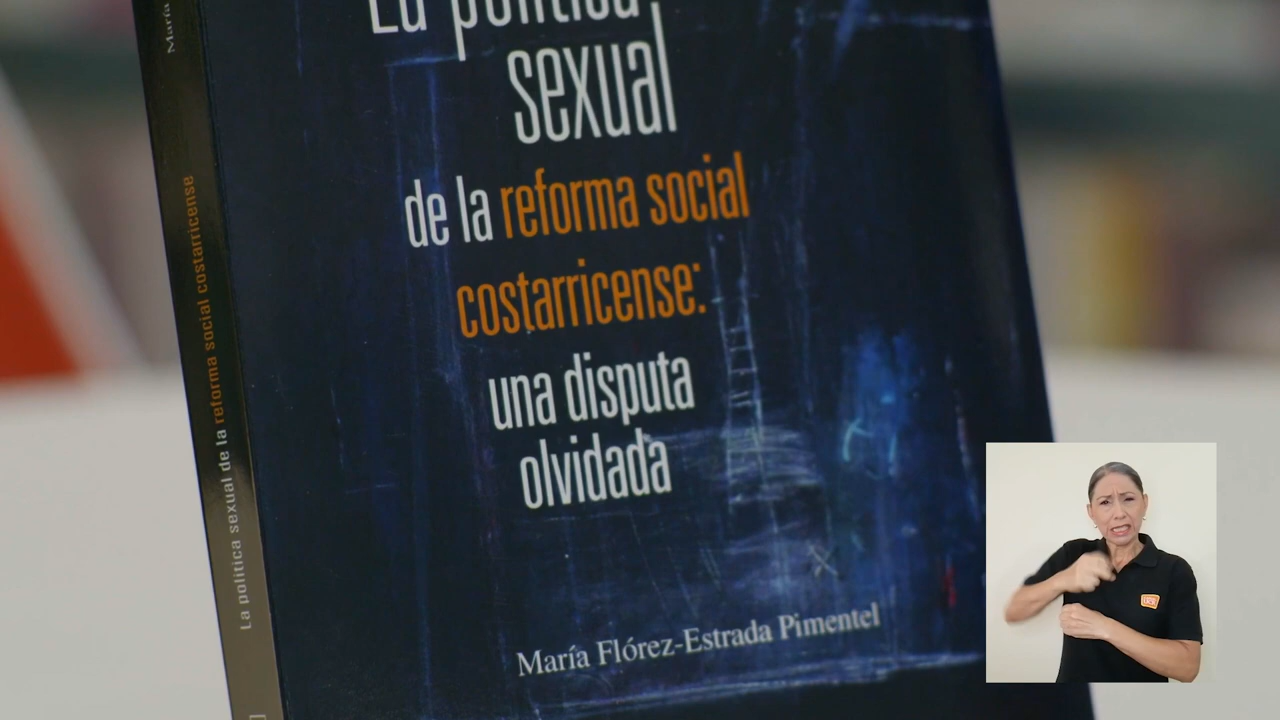 La política
sexual
de la reforma social
costarricense:
una disputa
olvidada
María Flórez-Estrada Pimentel
La política sexual de la reforma social costarricense
María